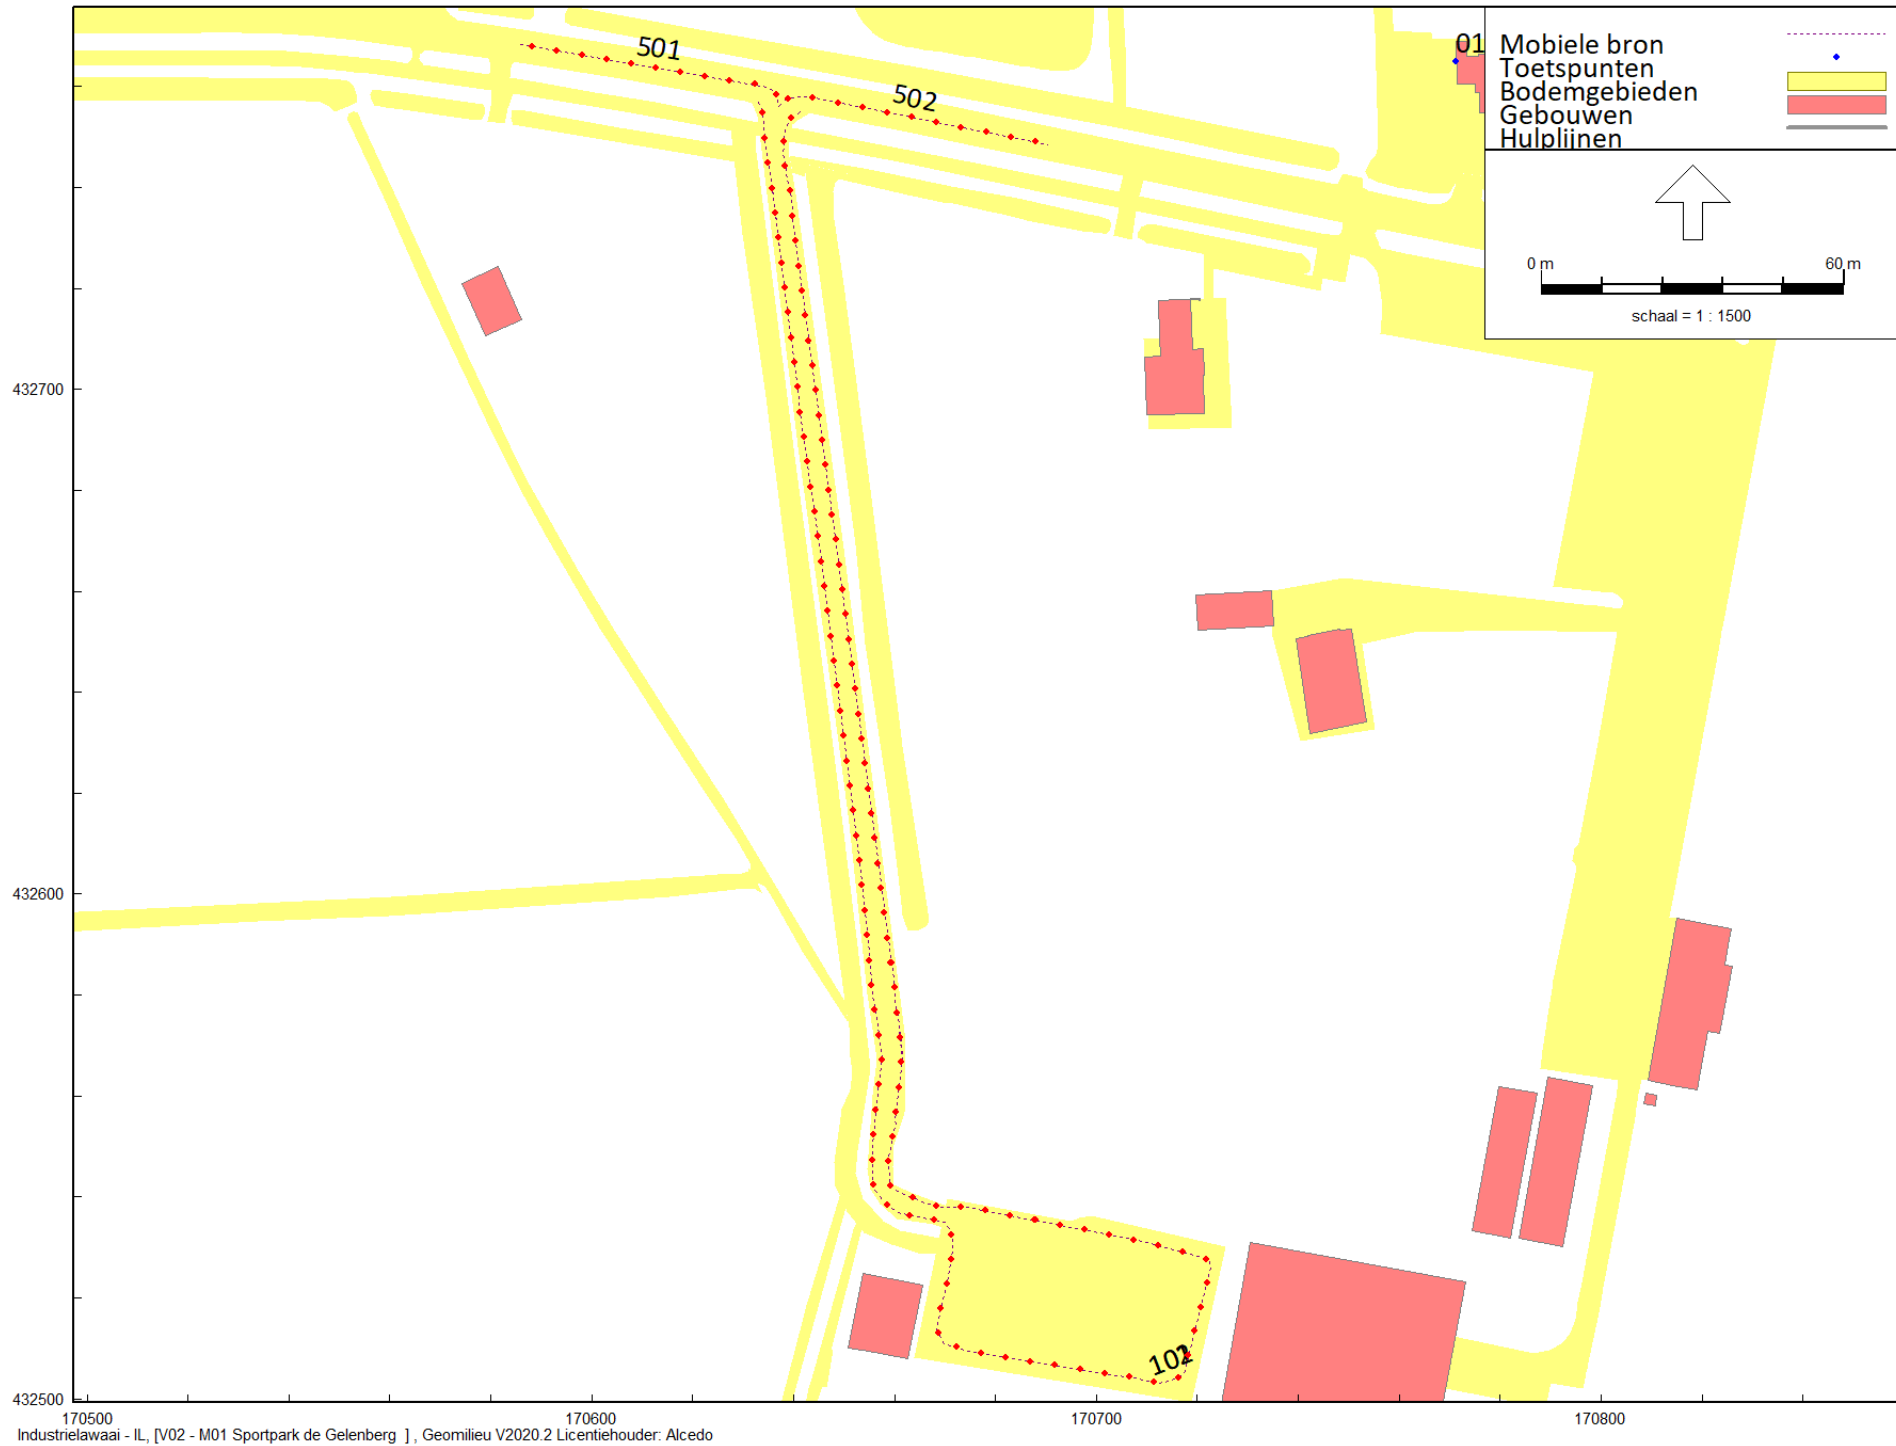 501
502
01
Mobiele bron
Toetspunten
Bodemgebieden
Gebouwen
Hulplijnen
0 m
60 m
schaal = 1 : 1500
432700
432600
432500
170500
170600
170700
170800
Industrielawaai - IL, [V02 - M01 Sportpark de Gelenberg ] , Geomilieu V2020.2 Licentiehouder: Alcedo